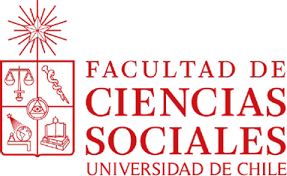 FACULTAD DE
CIENCIAS
SOCIALES
UNIVERSIDAD DE CHILE